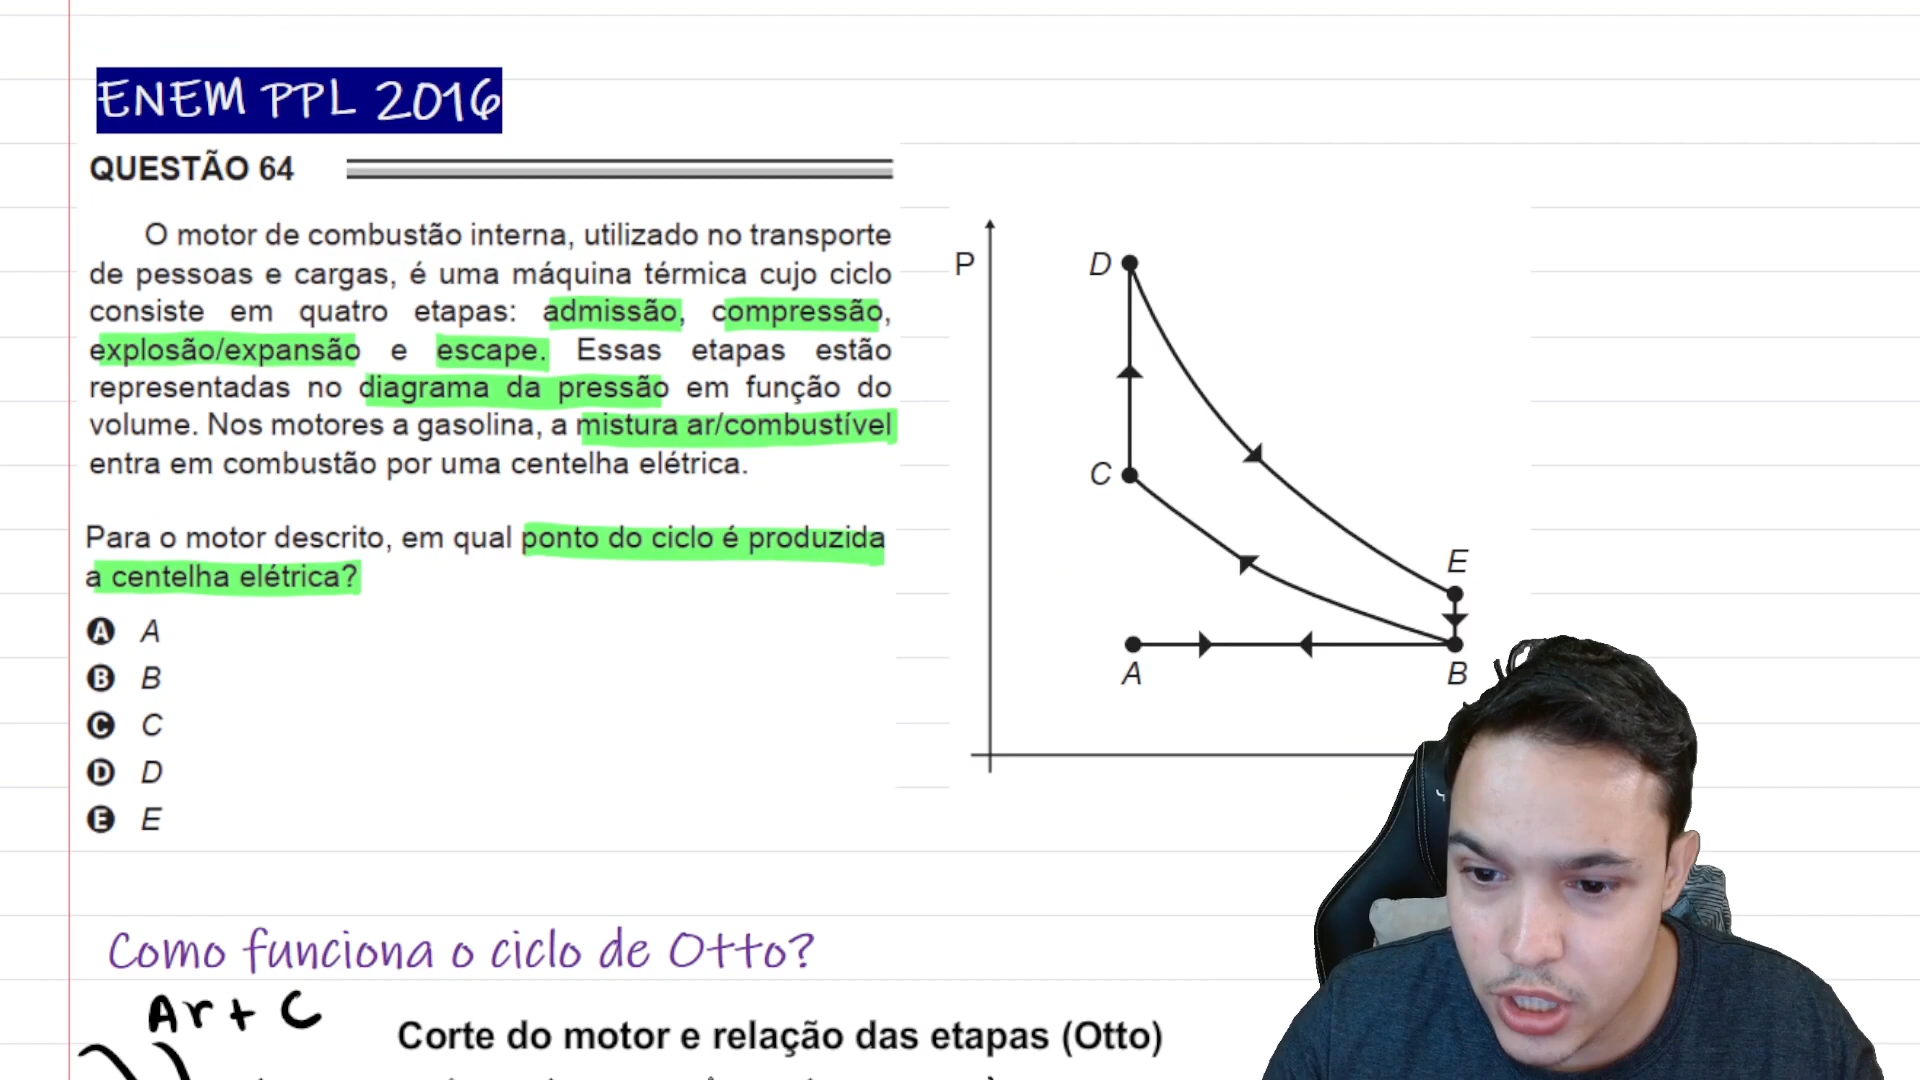 ENEM PPL 2016
QUESTÃO 64
O motor de combustão interna, utilizado no transporte
de pessoas e cargas, é uma máquina térmica cujo ciclo
consiste em quatro etapas: admissão, compressão,
explosão/expansão e escape. Essas etapas estão
representadas no diagrama da pressão em função do
volume. Nos motores a gasolina, a mistura ar/combustível
entra em combustão por uma centelha elétrica.
Para o motor descrito, em qual ponto do ciclo é produzida
a centelha elétrica?
A A
B B
C C
D D
E E
P
D
C
E
A
B
Como funciona o ciclo de Otto?
Ar + C
Corte do motor e relação das etapas (Otto)